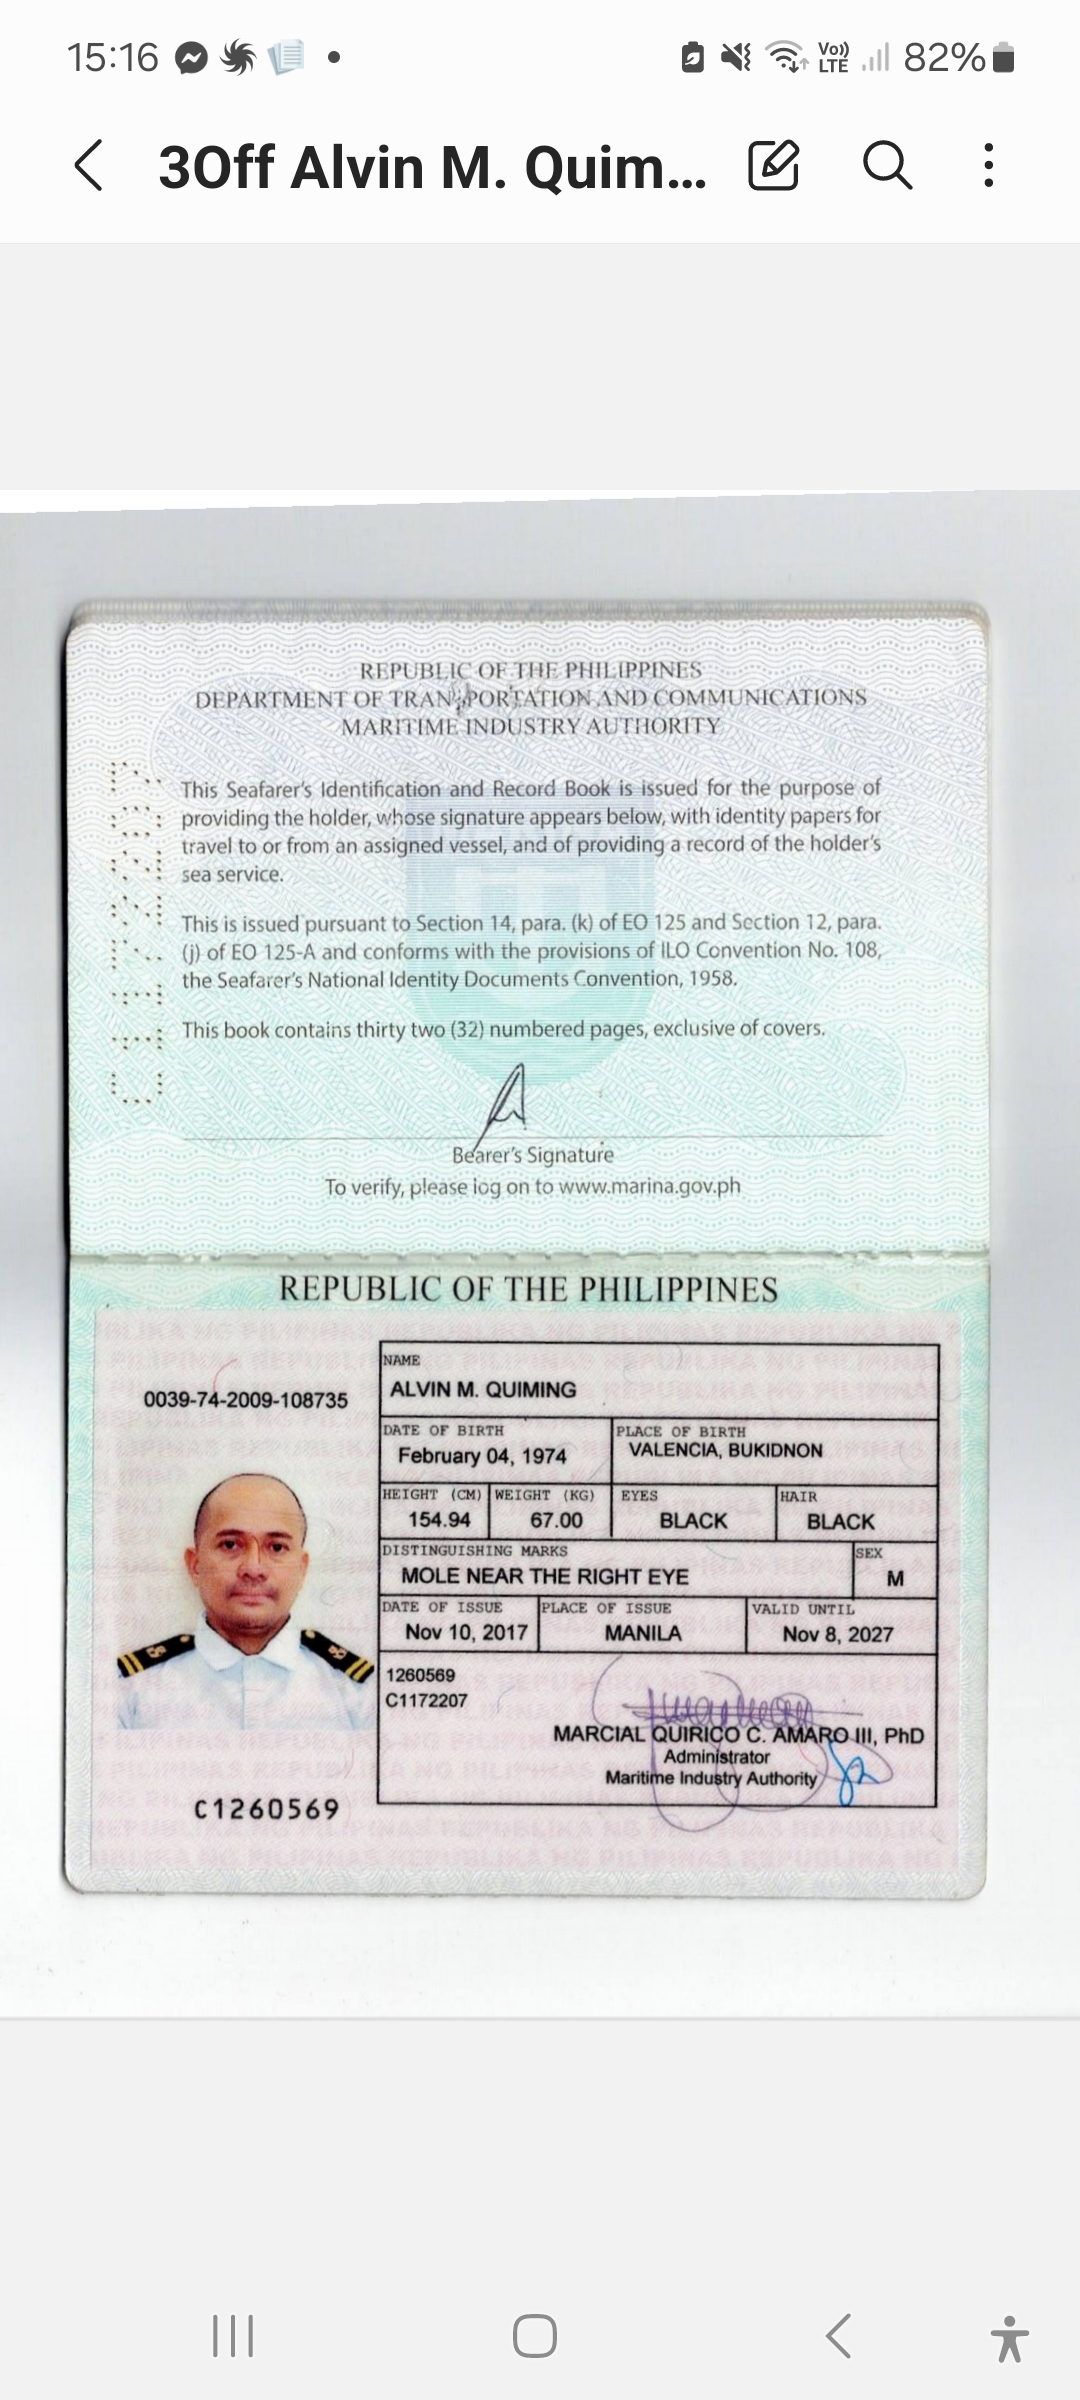 15:16
Vo))
LTE
82%
3Off Alvin M. Quim...
REPUBLIC OF THE PHILIPPINES
DEPARTMENT OF TRANSPORTATION AND COMMUNICATIONS
MARITIME INDUSTRY AUTHORITY
This Seafarer's Identification and Record Book is issued for the purpose of
providing the holder, whose signature appears below, with identity papers for
travel to or from an assigned vessel, and of providing a record of the holder's
sea service.
This is issued pursuant to Section 14, para. (k) of EO 125 and Section 12, para.
(j) of EO 125-A and conforms with the provisions of ILO Convention No. 108,
the Seafarer's National Identity Documents Convention, 1958.
This book contains thirty two (32) numbered pages, exclusive of covers.
Bearer's Signature
To verify, please log on to www.marina.gov.ph
REPUBLIC OF THE PHILIPPINES
0039-74-2009-108735
NAME
ALVIN M. QUIMING
DATE OF BIRTH PLACE OF BIRTH
February 04, 1974 VALENCIA, BUKIDNON
HEIGHT (CM) WEIGHT (KG) EYES HAIR
154.94 67.00 BLACK BLACK
DISTINGUISHING MARKS SEX
MOLE NEAR THE RIGHT EYE M
DATE OF ISSUE PLACE OF ISSUE VALID UNTIL
Nov 10, 2017 MANILA Nov 8, 2027
1260569
C1172207
MARCIAL QUIRICO C. AMARO III, PhD
Administrator
Maritime Industry Authority
C1260569